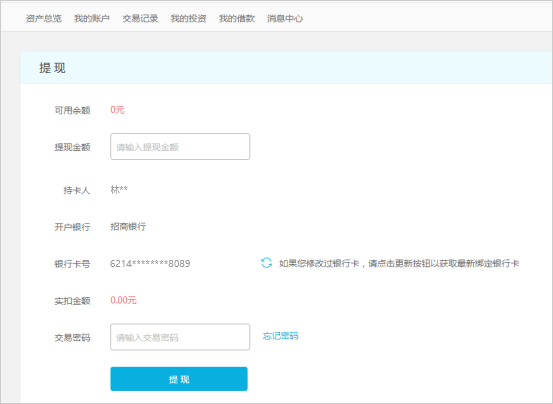 资产总览 我的账户 交易记录 我的投资 我的借款 消息中心
提 现
可用余额 0元
提现金额 请输入提现金额
持卡人 林**
开户银行 招商银行
银行卡号 6214********8089 如果您修改过银行卡，请点击更新按钮以获取最新绑定银行卡
实扣金额 0.00元
交易密码 请输入交易密码 忘记密码
提 现